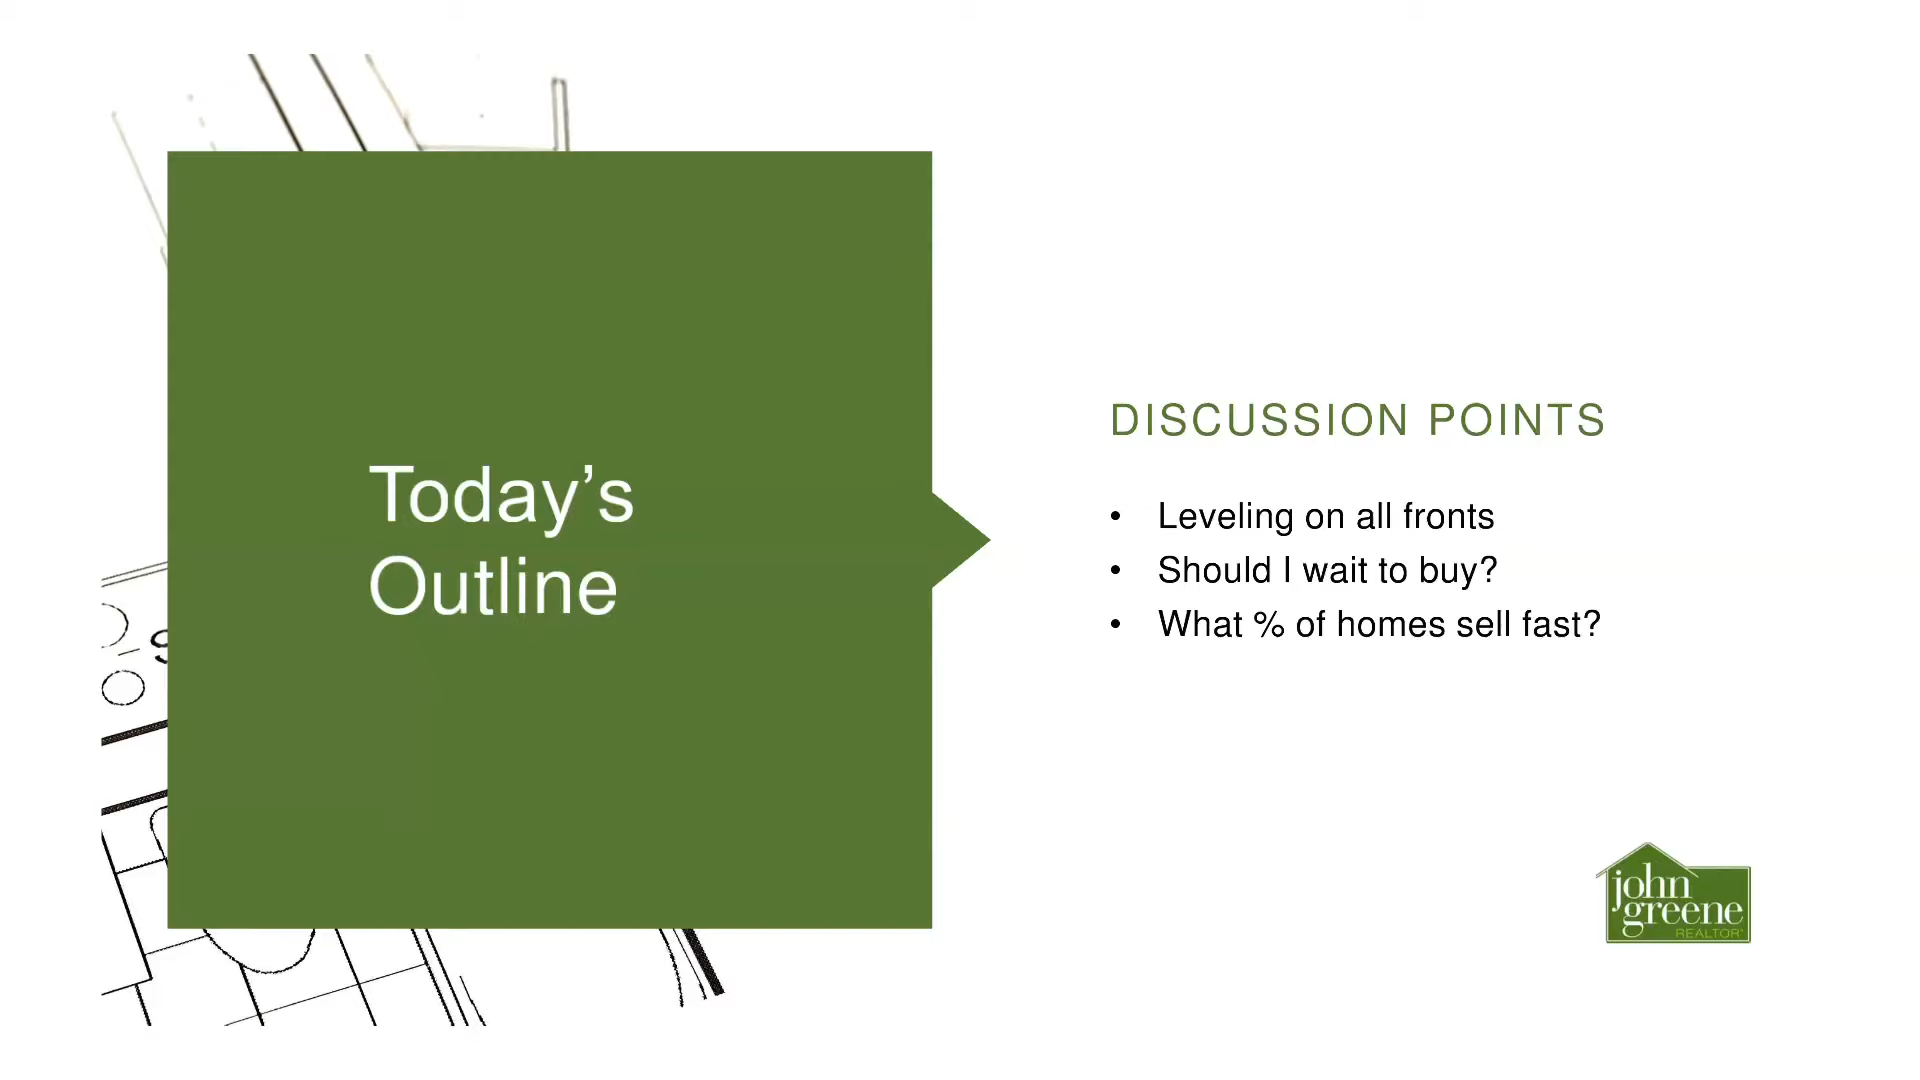 Today’s
Outline
DISCUSSION POINTS
• Leveling on all fronts
• Should I wait to buy?
• What % of homes sell fast?
john
greene
REALTOR®